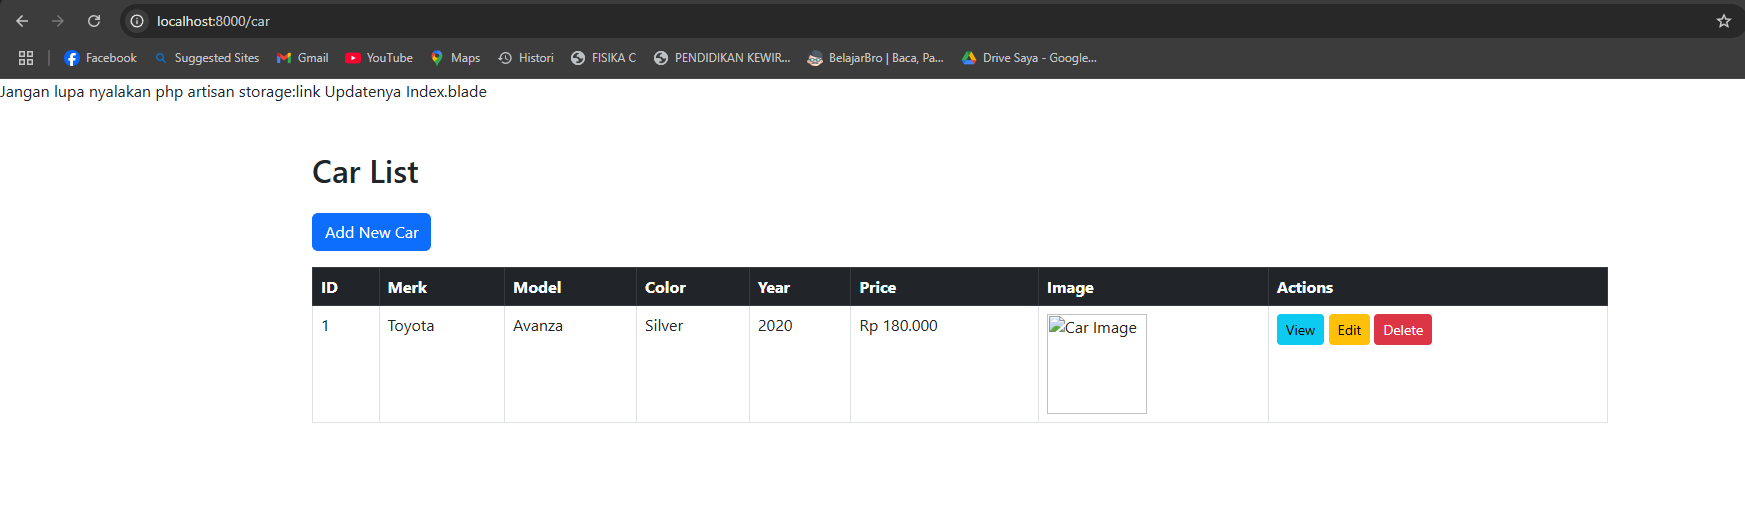 localhost:8000/car
Facebook Suggested Sites Gmail YouTube Maps Histori FISIKA C PENDIDIKAN KEWIR... BelajarBro | Baca, Pa... Drive Saya - Google...
Jangan lupa nyalakan php artisan storage:link Updatenya Index.blade
Car List
Add New Car
ID Merk Model Color Year Price Image Actions
1 Toyota Avanza Silver 2020 Rp 180.000 Car Image View Edit Delete